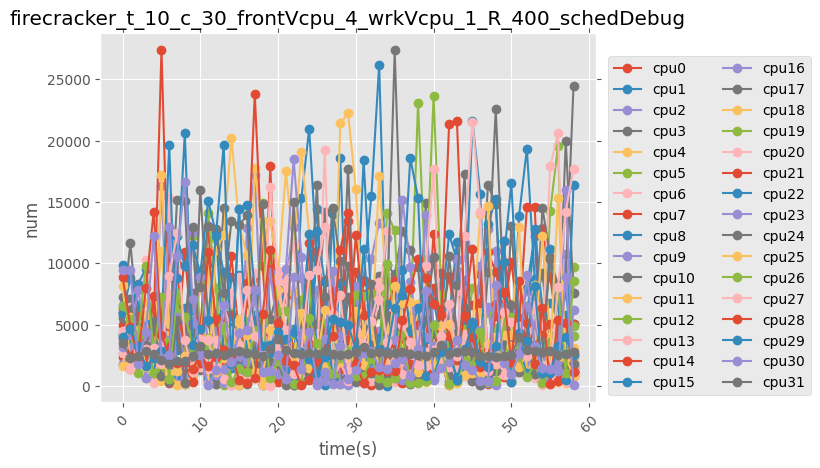 firecracker_t_10_c_30_frontVcpu_4_wrkVcpu_1_R_400_schedDebug
25000
20000
15000
10000
5000
0
num
0
10
20
30
40
50
60
time(s)
cpu0
cpu1
cpu2
cpu3
cpu4
cpu5
cpu6
cpu7
cpu8
cpu9
cpu10
cpu11
cpu12
cpu13
cpu14
cpu15
cpu16
cpu17
cpu18
cpu19
cpu20
cpu21
cpu22
cpu23
cpu24
cpu25
cpu26
cpu27
cpu28
cpu29
cpu30
cpu31